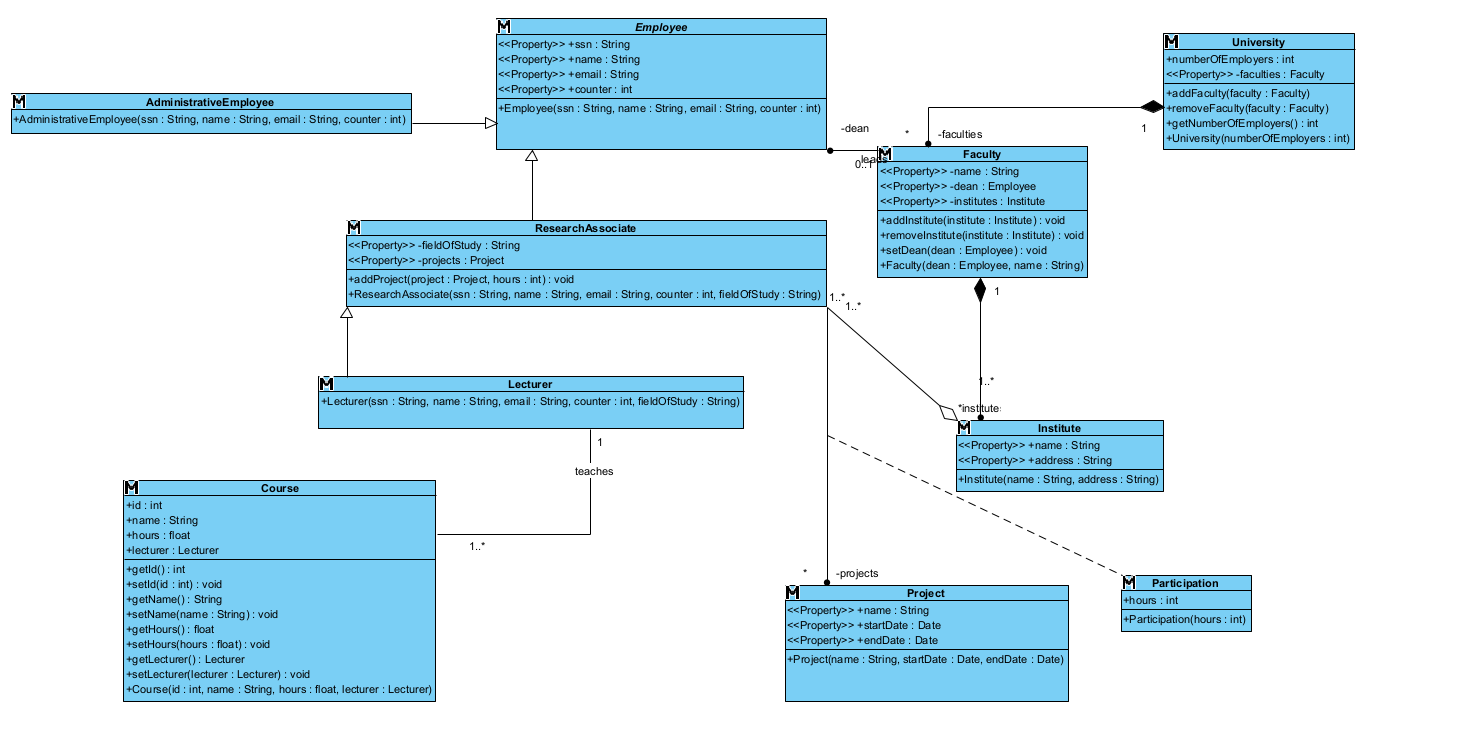 Employee
<<Property>> +ssn : String
<<Property>> +name : String
<<Property>> +email : String
<<Property>> +counter : int
+Employee(ssn : String, name : String, email : String, counter : int)
University
+numberOfEmployers : int
<<Property>> -faculties : Faculty
+addFaculty(faculty : Faculty)
+removeFaculty(faculty : Faculty)
+getNumberOfEmployers() : int
+University(numberOfEmployers : int)
AdministrativeEmployee
+AdministrativeEmployee(ssn : String, name : String, email : String, counter : int)
-dean
*
-faculties
1
leads
0..1
Faculty
<<Property>> -name : String
<<Property>> -dean : Employee
<<Property>> -institutes : Institute
+addInstitute(institute : Institute) : void
+removeInstitute(institute : Institute) : void
+setDean(dean : Employee) : void
+Faculty(dean : Employee, name : String)
ResearchAssociate
<<Property>> -fieldOfStudy : String
<<Property>> -projects : Project
+addProject(project : Project, hours : int) : void
+ResearchAssociate(ssn : String, name : String, email : String, counter : int, fieldOfStudy : String)
1..*
1..*
1
1..*
*
institutes
Lecturer
+Lecturer(ssn : String, name : String, email : String, counter : int, fieldOfStudy : String)
Institute
<<Property>> +name : String
<<Property>> +address : String
+Institute(name : String, address : String)
1
teaches
1..*
Course
+id : int
+name : String
+hours : float
+lecturer : Lecturer
+getId() : int
+setId(id : int) : void
+getName() : String
+setName(name : String) : void
+getHours() : float
+setHours(hours : float) : void
+getLecturer() : Lecturer
+setLecturer(lecturer : Lecturer) : void
+Course(id : int, name : String, hours : float, lecturer : Lecturer)
*
-projects
Project
<<Property>> +name : String
<<Property>> +startDate : Date
<<Property>> +endDate : Date
+Project(name : String, startDate : Date, endDate : Date)
Participation
+hours : int
+Participation(hours : int)